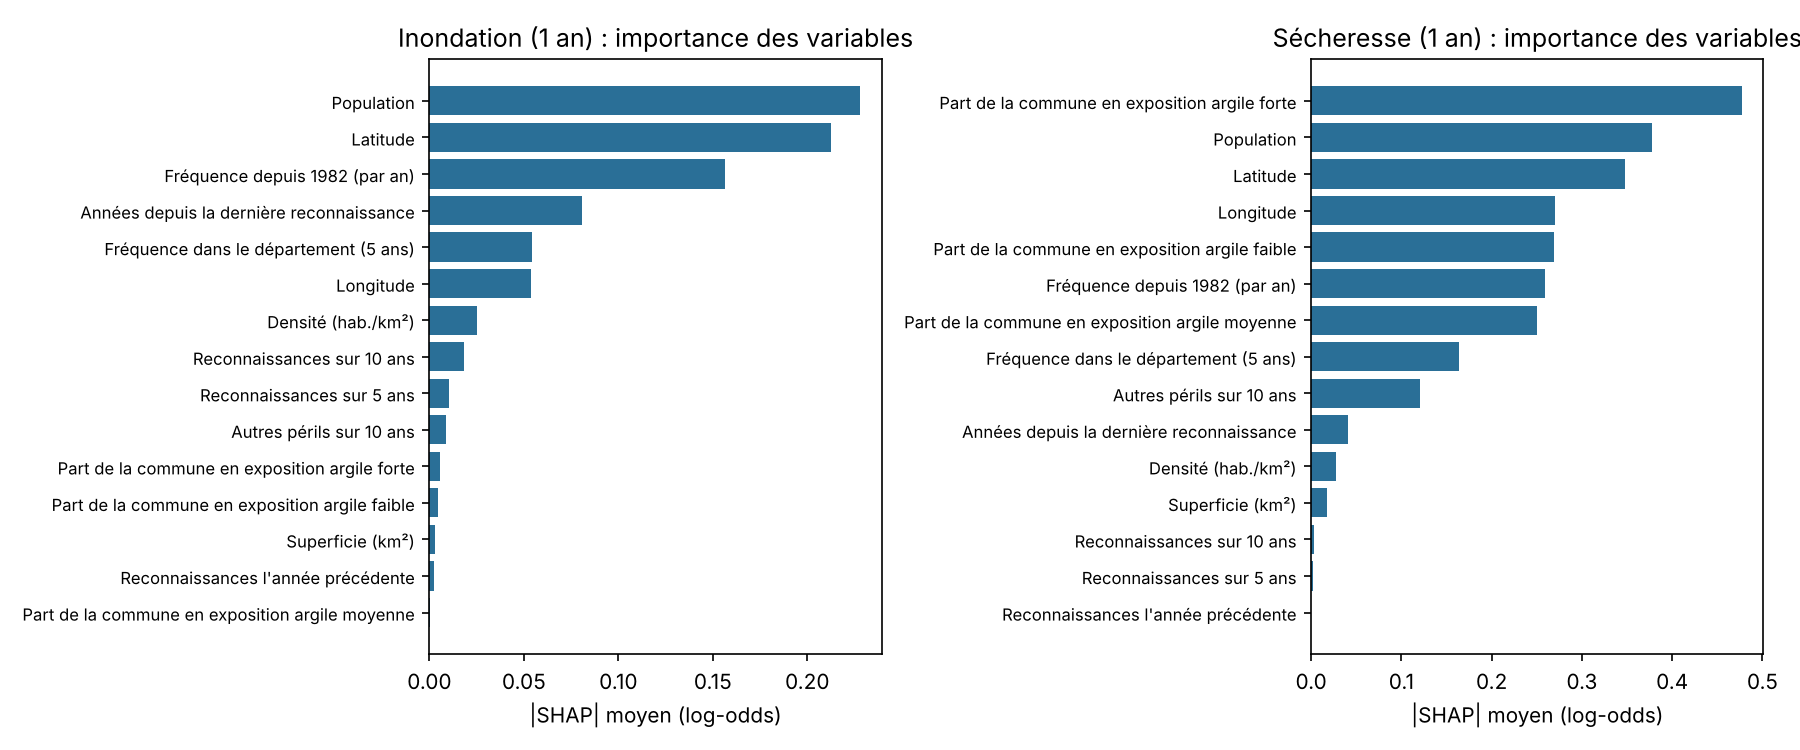 Inondation (1 an) : importance des variables
Population
Latitude
Fréquence depuis 1982 (par an)
Années depuis la dernière reconnaissance
Fréquence dans le département (5 ans)
Longitude
Densité (hab./km²)
Reconnaissances sur 10 ans
Reconnaissances sur 5 ans
Autres périls sur 10 ans
Part de la commune en exposition argile forte
Part de la commune en exposition argile faible
Superficie (km²)
Reconnaissances l'année précédente
Part de la commune en exposition argile moyenne
0.00 0.05 0.10 0.15 0.20
|SHAP| moyen (log-odds)
Sécheresse (1 an) : importance des variables
Part de la commune en exposition argile forte
Population
Latitude
Longitude
Part de la commune en exposition argile faible
Fréquence depuis 1982 (par an)
Part de la commune en exposition argile moyenne
Fréquence dans le département (5 ans)
Autres périls sur 10 ans
Années depuis la dernière reconnaissance
Densité (hab./km²)
Superficie (km²)
Reconnaissances sur 10 ans
Reconnaissances sur 5 ans
Reconnaissances l'année précédente
0.0 0.1 0.2 0.3 0.4 0.5
|SHAP| moyen (log-odds)